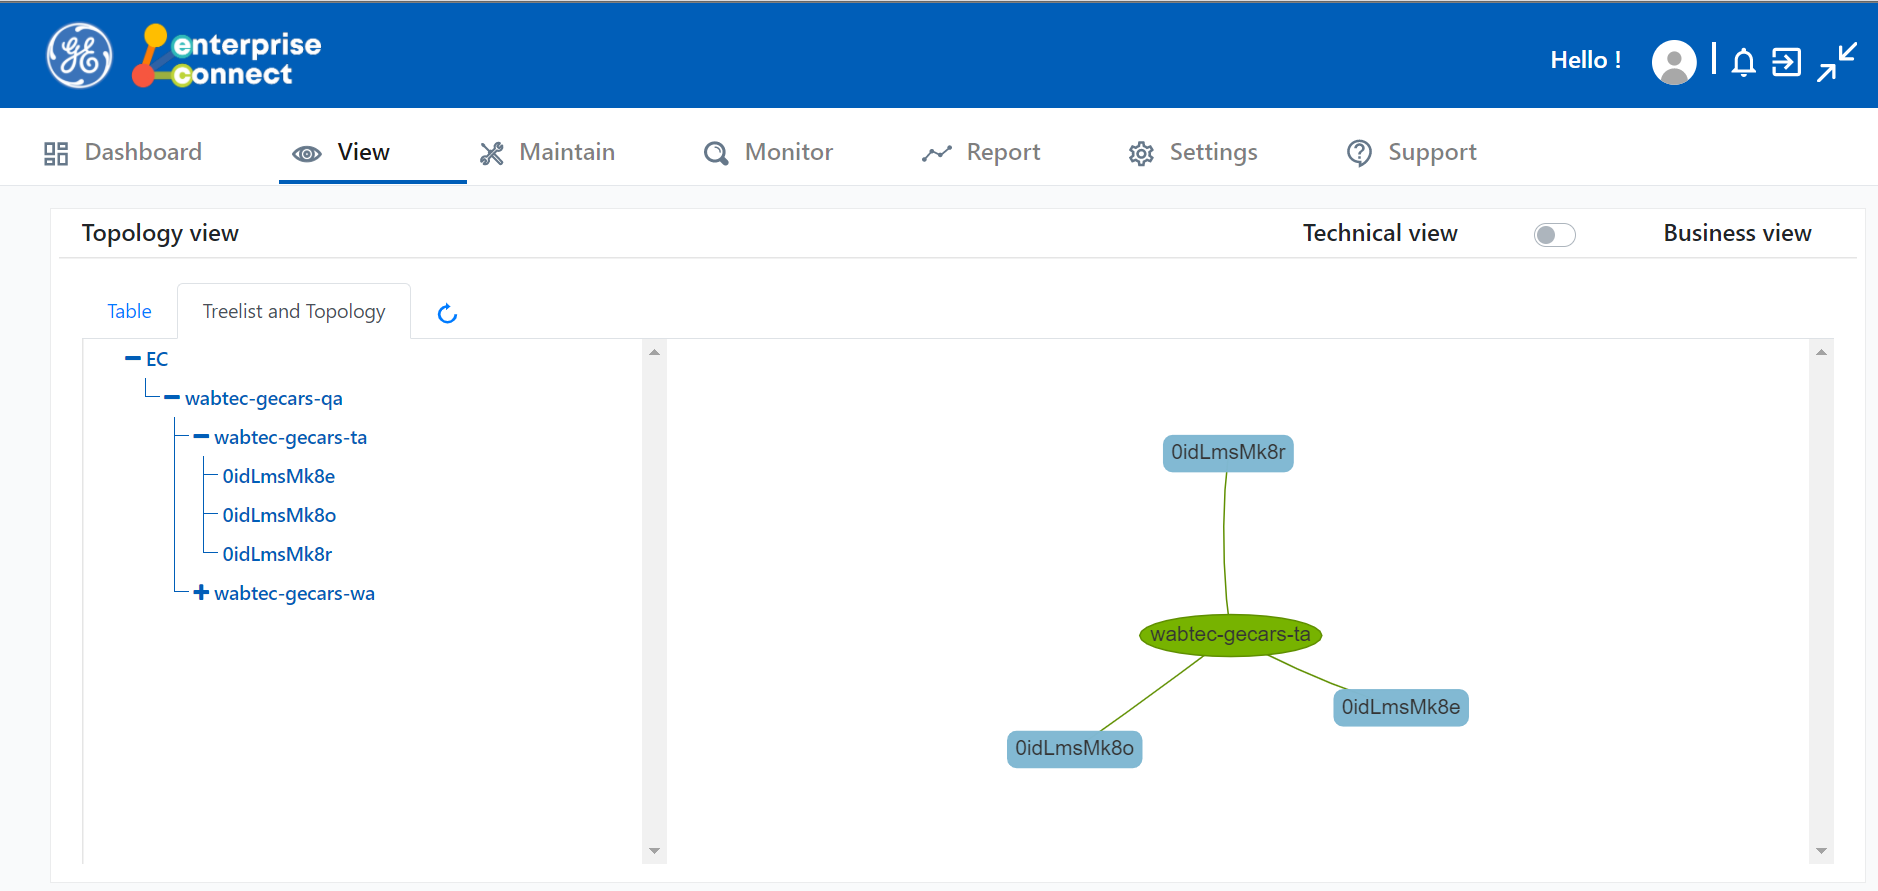 GE enterprise connect
Hello !
Dashboard View Maintain Monitor Report Settings Support
Topology view Technical view Business view
Table Treelist and Topology
EC
wabtec-gecars-qa
wabtec-gecars-ta
0idLmsMk8e
0idLmsMk8o
0idLmsMk8r
wabtec-gecars-wa
0idLmsMk8r
wabtec-gecars-ta
0idLmsMk8e
0idLmsMk8o